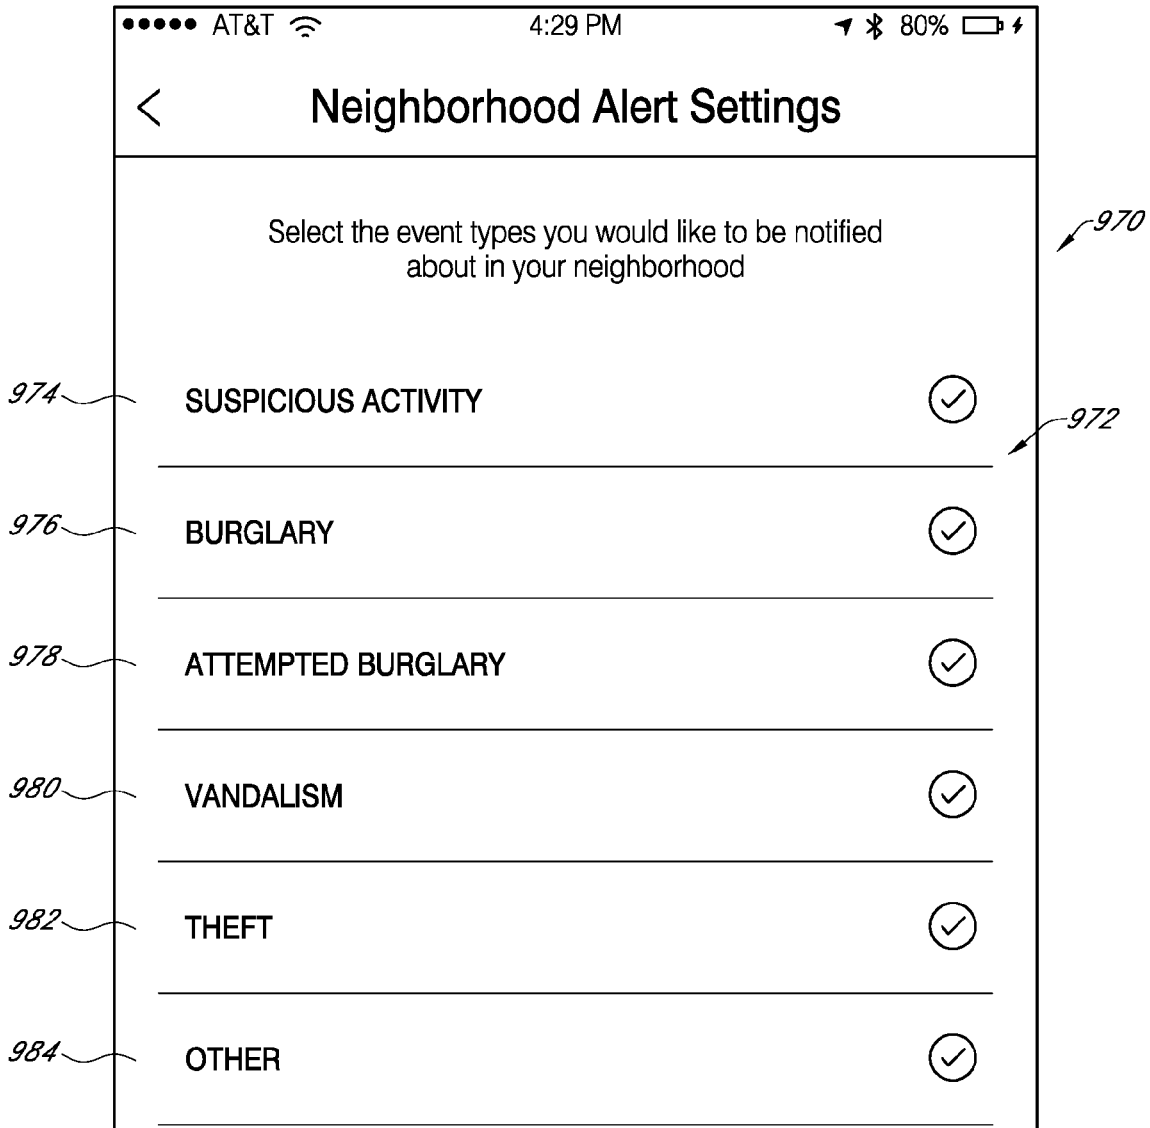 AT&T 4:29 PM 80%
Neighborhood Alert Settings
Select the event types you would like to be notified
about in your neighborhood
970
974 SUSPICIOUS ACTIVITY
972
976 BURGLARY
978 ATTEMPTED BURGLARY
980 VANDALISM
982 THEFT
984 OTHER